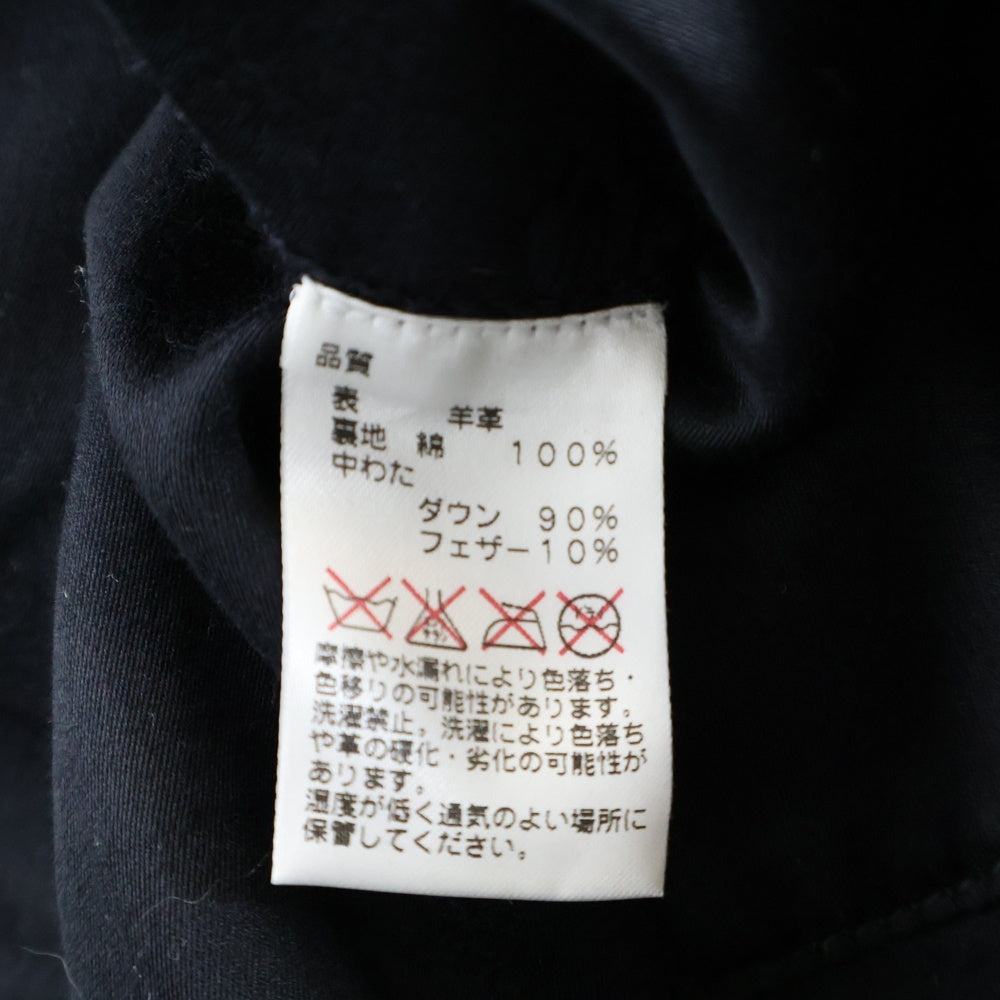 品質
表 羊革
裏地 綿 100%
中わた
ダウン 90%
フェザー10%
摩擦や水漏れにより色落ち・
色移りの可能性があります。
洗濯禁止，洗濯により色落ち
や革の硬化・劣化の可能性が
あります。
湿度が低く通気のよい場所に
保管してください。